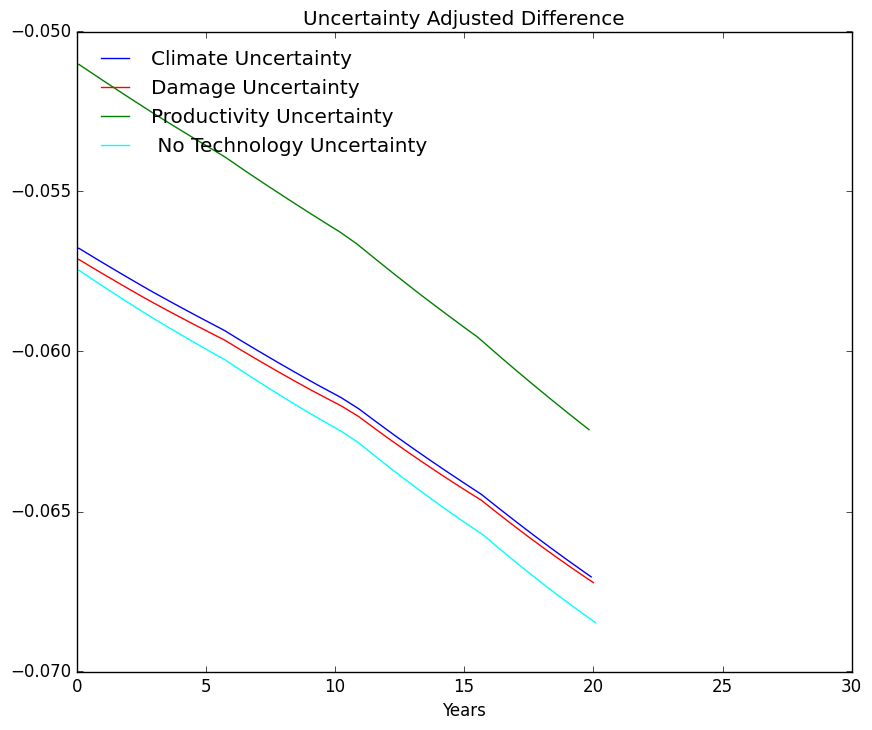 Uncertainty Adjusted Difference
−0.050
Climate Uncertainty
Damage Uncertainty
Productivity Uncertainty
No Technology Uncertainty
−0.055
−0.060
−0.065
−0.070
0 5 10 15 20 25 30
Years